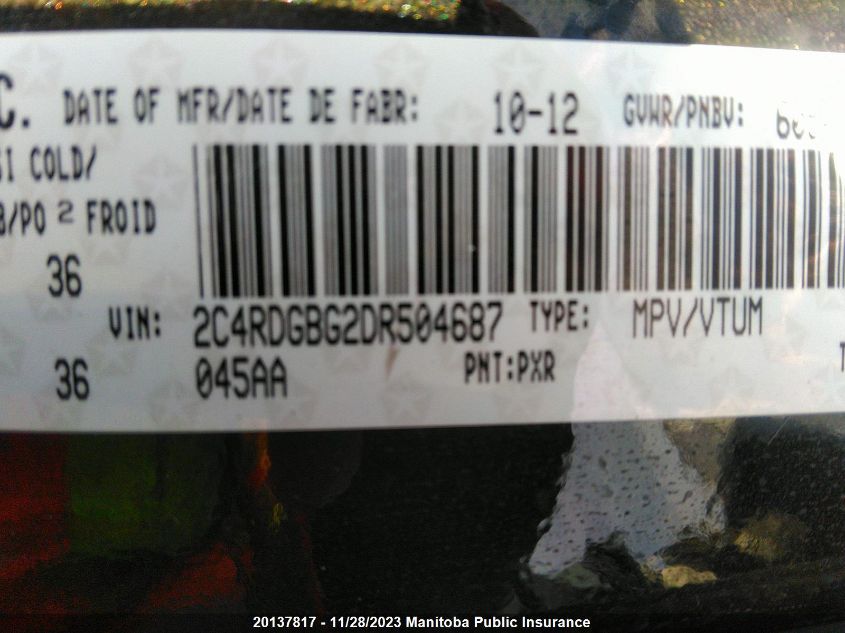 C. DATE OF MFR/DATE DE FABR: 10-12 GVWR/PNBV:
SI COLD/
B/PO 2 FROID
36
VIN: 2C4RDGBG2DR504687 TYPE: MPV/VTUM
36 045AA PNT:PXR T
20137817 - 11/28/2023 Manitoba Public Insurance